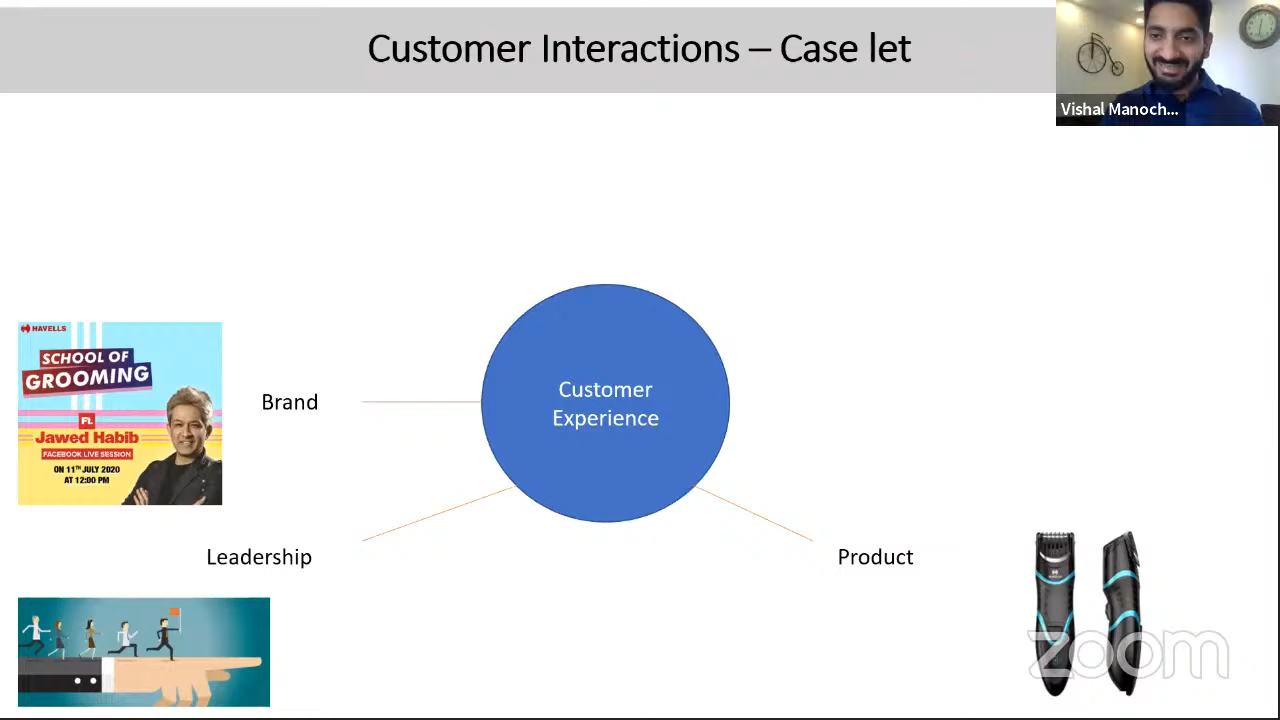 Customer Interactions – Case let
Vishal Manoch...
HAVELLS
SCHOOL OF
GROOMING
Ft.
Jawed Habib
FACEBOOK LIVE SESSION
ON 11TH JULY 2020
AT 12:00 PM
Brand
Customer
Experience
Leadership
Product
zoom